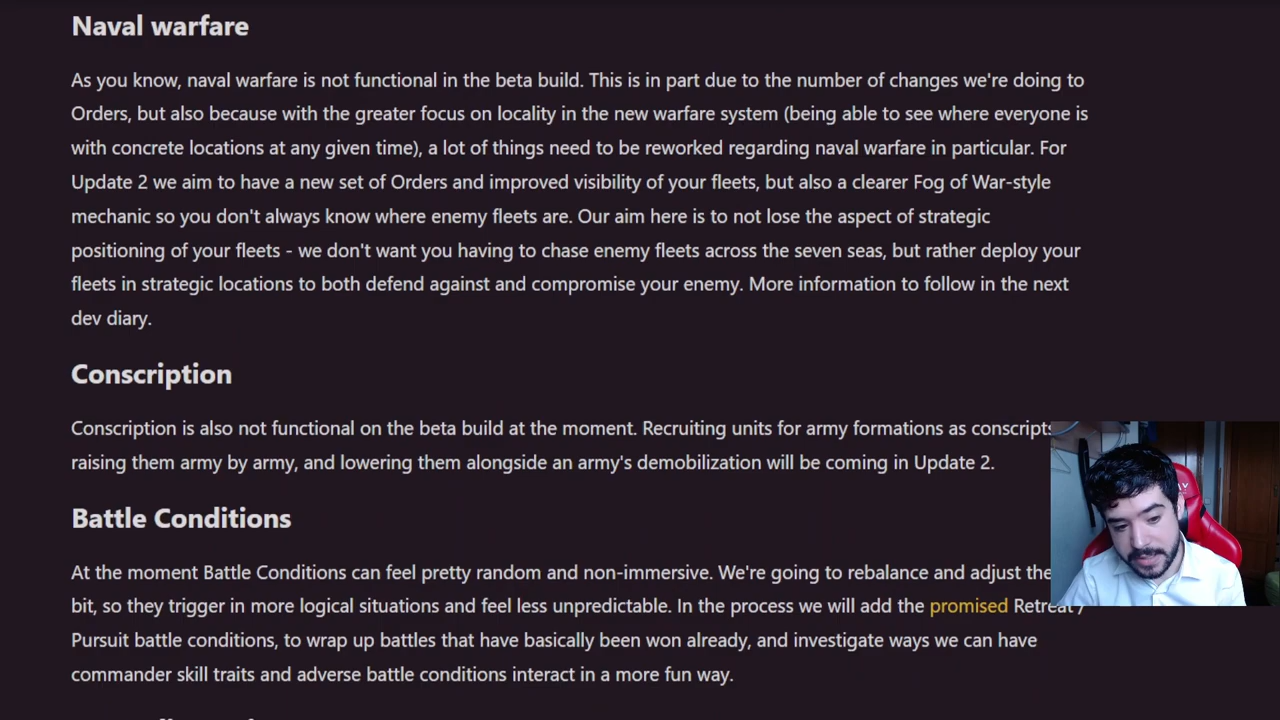 Naval warfare
As you know, naval warfare is not functional in the beta build. This is in part due to the number of changes we're doing to
Orders, but also because with the greater focus on locality in the new warfare system (being able to see where everyone is
with concrete locations at any given time), a lot of things need to be reworked regarding naval warfare in particular. For
Update 2 we aim to have a new set of Orders and improved visibility of your fleets, but also a clearer Fog of War-style
mechanic so you don't always know where enemy fleets are. Our aim here is to not lose the aspect of strategic
positioning of your fleets - we don't want you having to chase enemy fleets across the seven seas, but rather deploy your
fleets in strategic locations to both defend against and compromise your enemy. More information to follow in the next
dev diary.
Conscription
Conscription is also not functional on the beta build at the moment. Recruiting units for army formations as conscripts
raising them army by army, and lowering them alongside an army's demobilization will be coming in Update 2.
Battle Conditions
At the moment Battle Conditions can feel pretty random and non-immersive. We're going to rebalance and adjust the
bit, so they trigger in more logical situations and feel less unpredictable. In the process we will add the promised Retreat /
Pursuit battle conditions, to wrap up battles that have basically been won already, and investigate ways we can have
commander skill traits and adverse battle conditions interact in a more fun way.